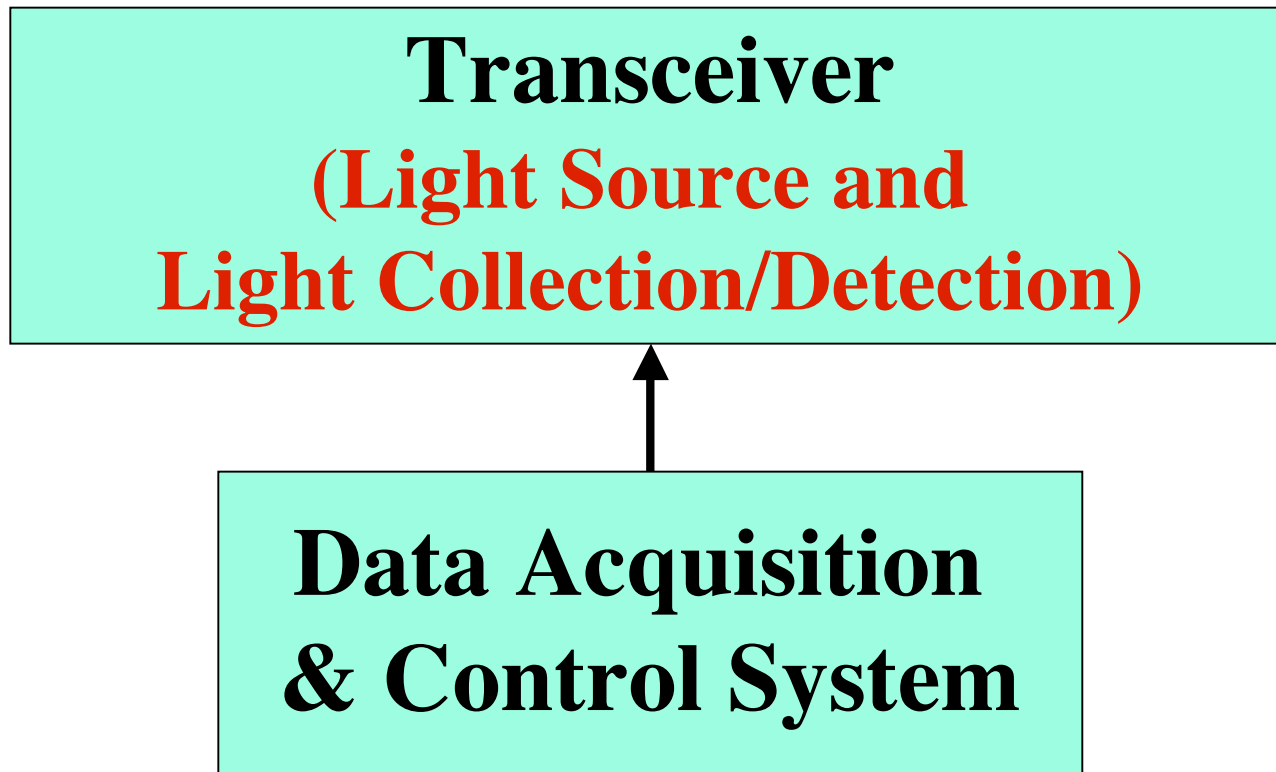 Transceiver
(Light Source and
Light Collection/Detection)
Data Acquisition
& Control System